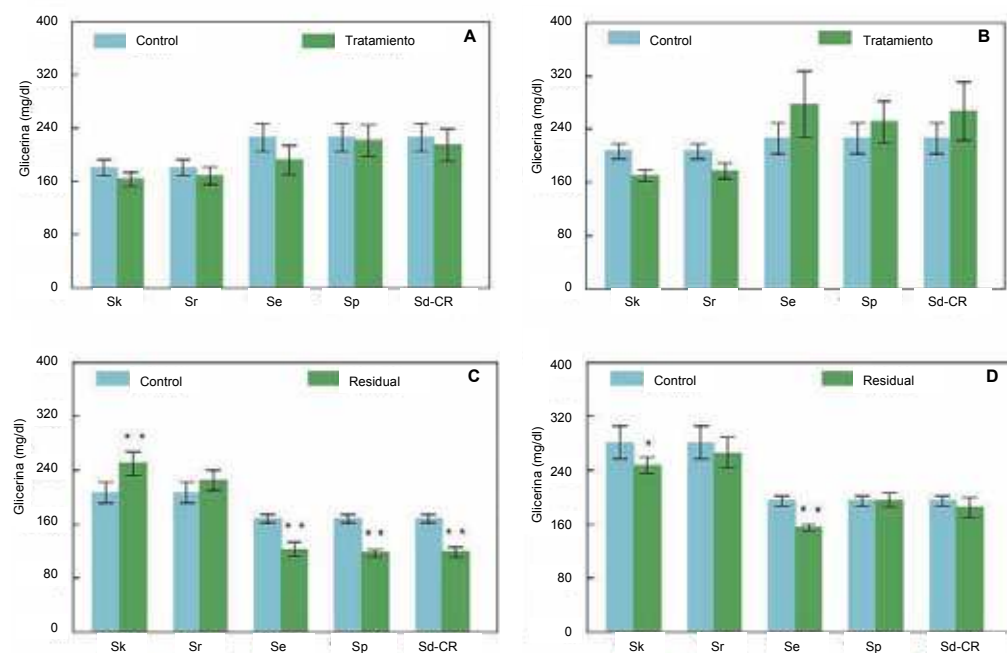 400
Control
Tratamiento
A
320
240
160
80
0
Glicerina (mg/dl)
Sk
Sr
Se
Sp
Sd-CR
400
Control
Tratamiento
B
320
240
160
80
0
Glicerina (mg/dl)
Sk
Sr
Se
Sp
Sd-CR
400
Control
Residual
C
320
240
160
80
0
Glicerina (mg/dl)
* *
* *
* *
* *
Sk
Sr
Se
Sp
Sd-CR
400
Control
Residual
D
320
240
160
80
0
Glicerina (mg/dl)
*
* *
Sk
Sr
Se
Sp
Sd-CR